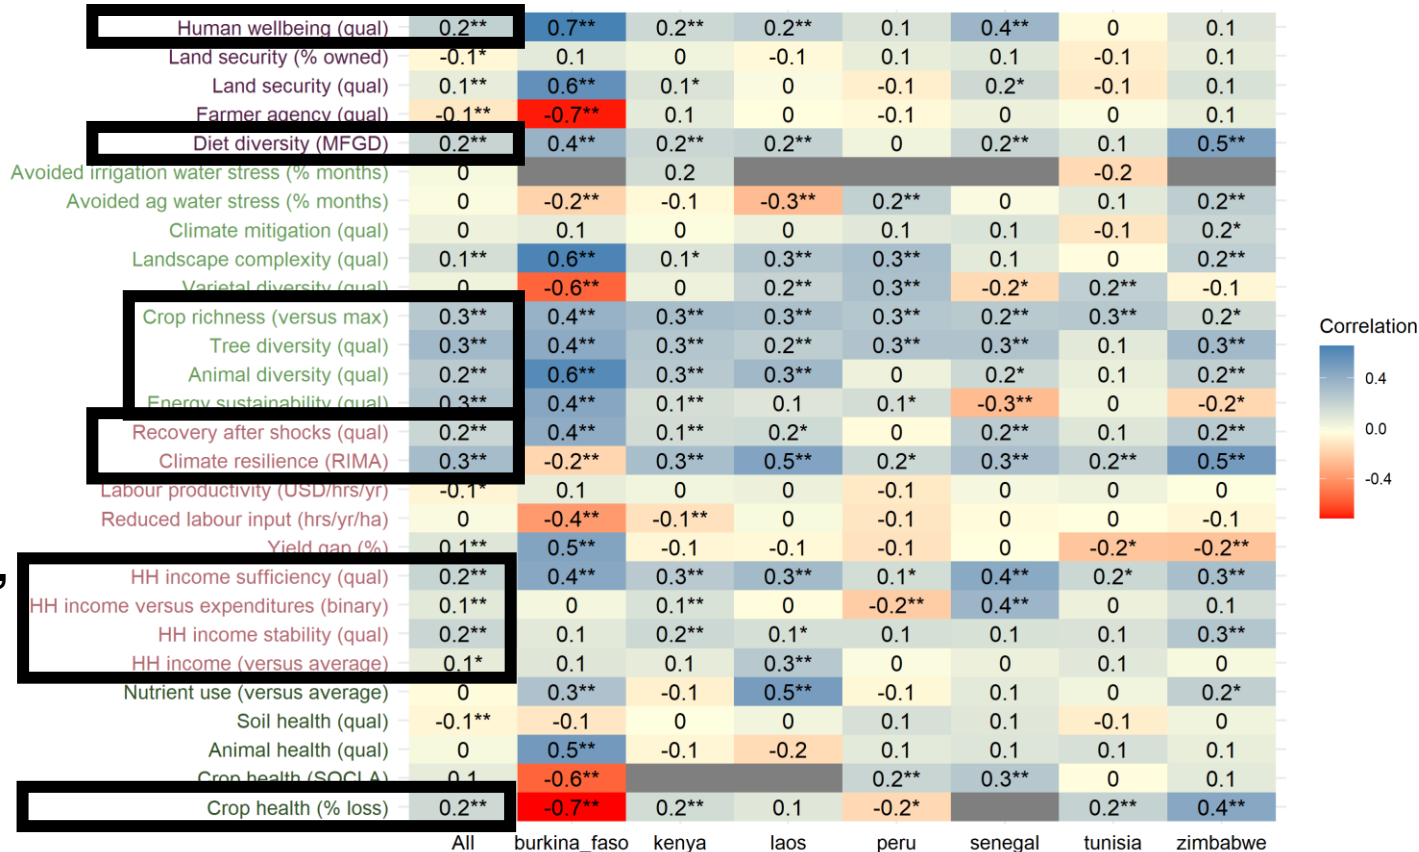 Human wellbeing (qual) 0.2** 0.7** 0.2** 0.2** 0.1 0.4** 0 0.1
Land security (% owned) -0.1* 0.1 0 -0.1 0.1 0.1 -0.1 0.1
Land security (qual) 0.1** 0.6** 0.1* 0 -0.1 0.2* -0.1 0.1
Farmer agency (qual) -0.1** -0.7** 0.1 0 -0.1 0 0 0.1
Diet diversity (MFGD) 0.2** 0.4** 0.2** 0.2** 0 0.2** 0.1 0.5**
Avoided irrigation water stress (% months) 0 0.2 -0.2
Avoided ag water stress (% months) 0 -0.2** -0.1 -0.3** 0.2** 0 0.1 0.2**
Climate mitigation (qual) 0 0.1 0 0 0.1 0.1 -0.1 0.2*
Landscape complexity (qual) 0.1** 0.6** 0.1* 0.3** 0.3** 0.1 0 0.2**
Varietal diversity (qual) 0 -0.6** 0 0.2** 0.3** -0.2* 0.2** -0.1
Crop richness (versus max) 0.3** 0.4** 0.3** 0.3** 0.3** 0.2** 0.3** 0.2*
Tree diversity (qual) 0.3** 0.4** 0.3** 0.2** 0.3** 0.3** 0.1 0.3**
Animal diversity (qual) 0.2** 0.6** 0.3** 0.3** 0 0.2* 0.1 0.2**
Energy sustainability (qual) 0.3** 0.4** 0.1** 0.1 0.1* -0.3** 0 -0.2*
Recovery after shocks (qual) 0.2** 0.4** 0.1** 0.2* 0 0.2** 0.1 0.2**
Climate resilience (RIMA) 0.3** -0.2** 0.3** 0.5** 0.2* 0.3** 0.2** 0.5**
Labour productivity (USD/hrs/yr) -0.1* 0.1 0 0 -0.1 0 0 0
Reduced labour input (hrs/yr/ha) 0 -0.4** -0.1** 0 -0.1 0 0 -0.1
Yield gap (%) 0.1** 0.5** -0.1 -0.1 -0.1 0 -0.2* -0.2**
HH income sufficiency (qual) 0.2** 0.4** 0.3** 0.3** 0.1* 0.4** 0.2* 0.3**
HH income versus expenditures (binary) 0.1** 0 0.1** 0 -0.2** 0.4** 0 0.1
HH income stability (qual) 0.2** 0.1 0.2** 0.1* 0.1 0.1 0.1 0.3**
HH income (versus average) 0.1* 0.1 0.1 0.3** 0 0 0.1 0
Nutrient use (versus average) 0 0.3** -0.1 0.5** -0.1 0.1 0 0.2*
Soil health (qual) -0.1** -0.1 0 0 0.1 0.1 -0.1 0
Animal health (qual) 0 0.5** -0.1 -0.2 0.1 0.1 0.1 0.1
Crop health (SOCLA) 0.1 -0.6** 0.2** 0.3** 0 0.1
Crop health (% loss) 0.2** -0.7** 0.2** 0.1 -0.2* 0.2** 0.4**
All burkina_faso kenya laos peru senegal tunisia zimbabwe
Correlation
0.4
0.0
-0.4
,